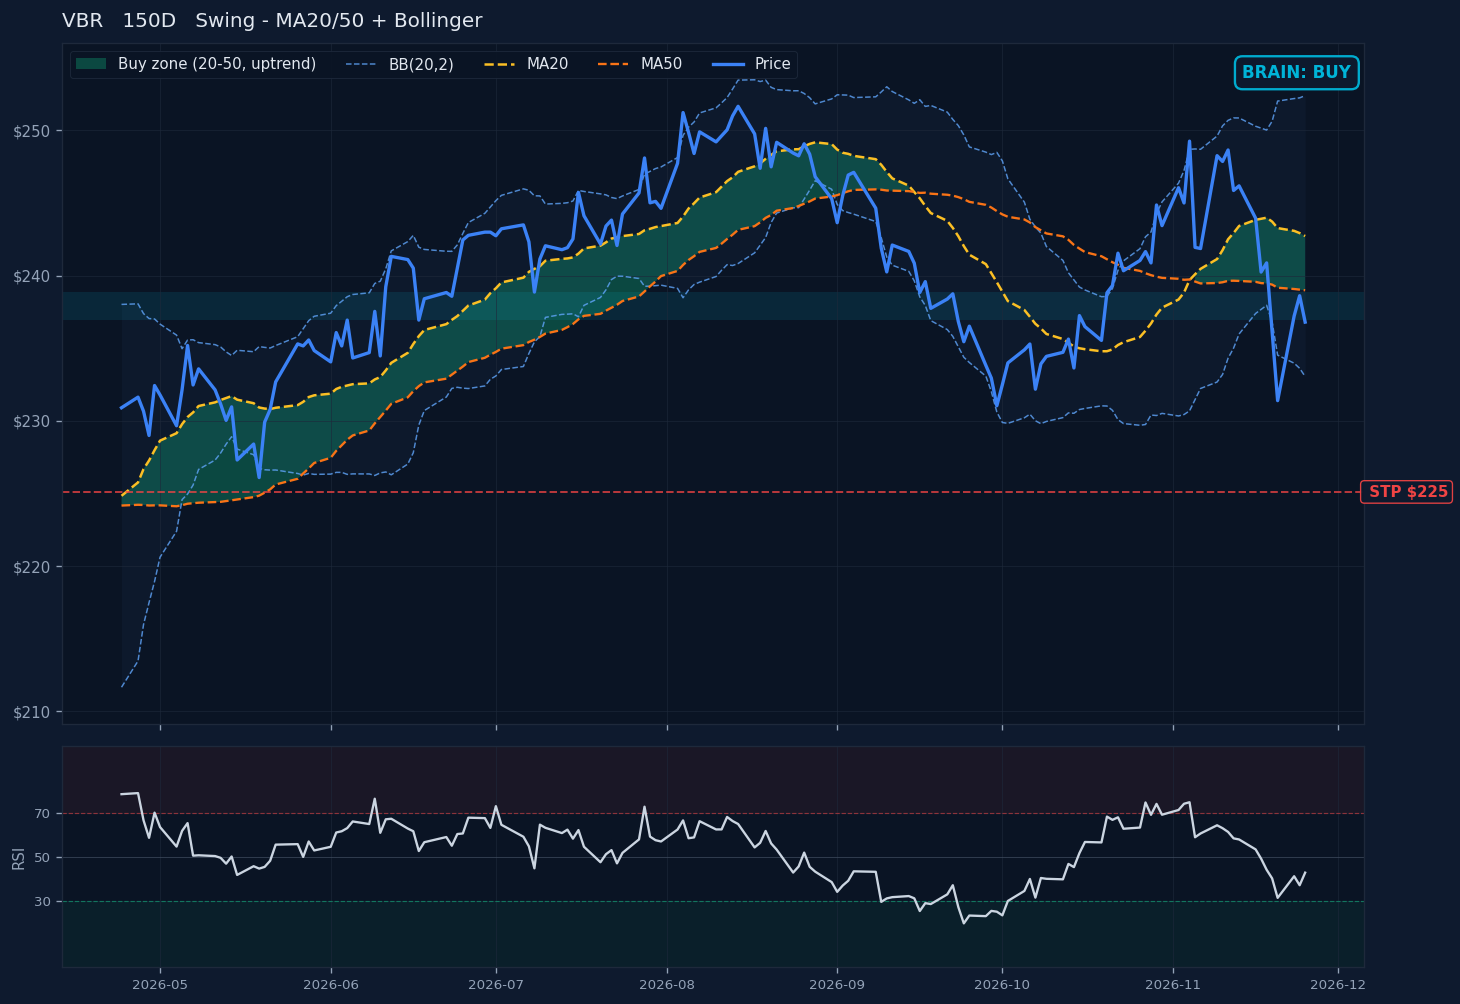 VBR   150D   Swing - MA20/50 + Bollinger
Buy zone (20-50, uptrend)   BB(20,2)   MA20   MA50   Price
BRAIN: BUY
$250
$240
$230
$220
$210
STP $225
RSI
70
50
30
2026-05   2026-06   2026-07   2026-08   2026-09   2026-10   2026-11   2026-12